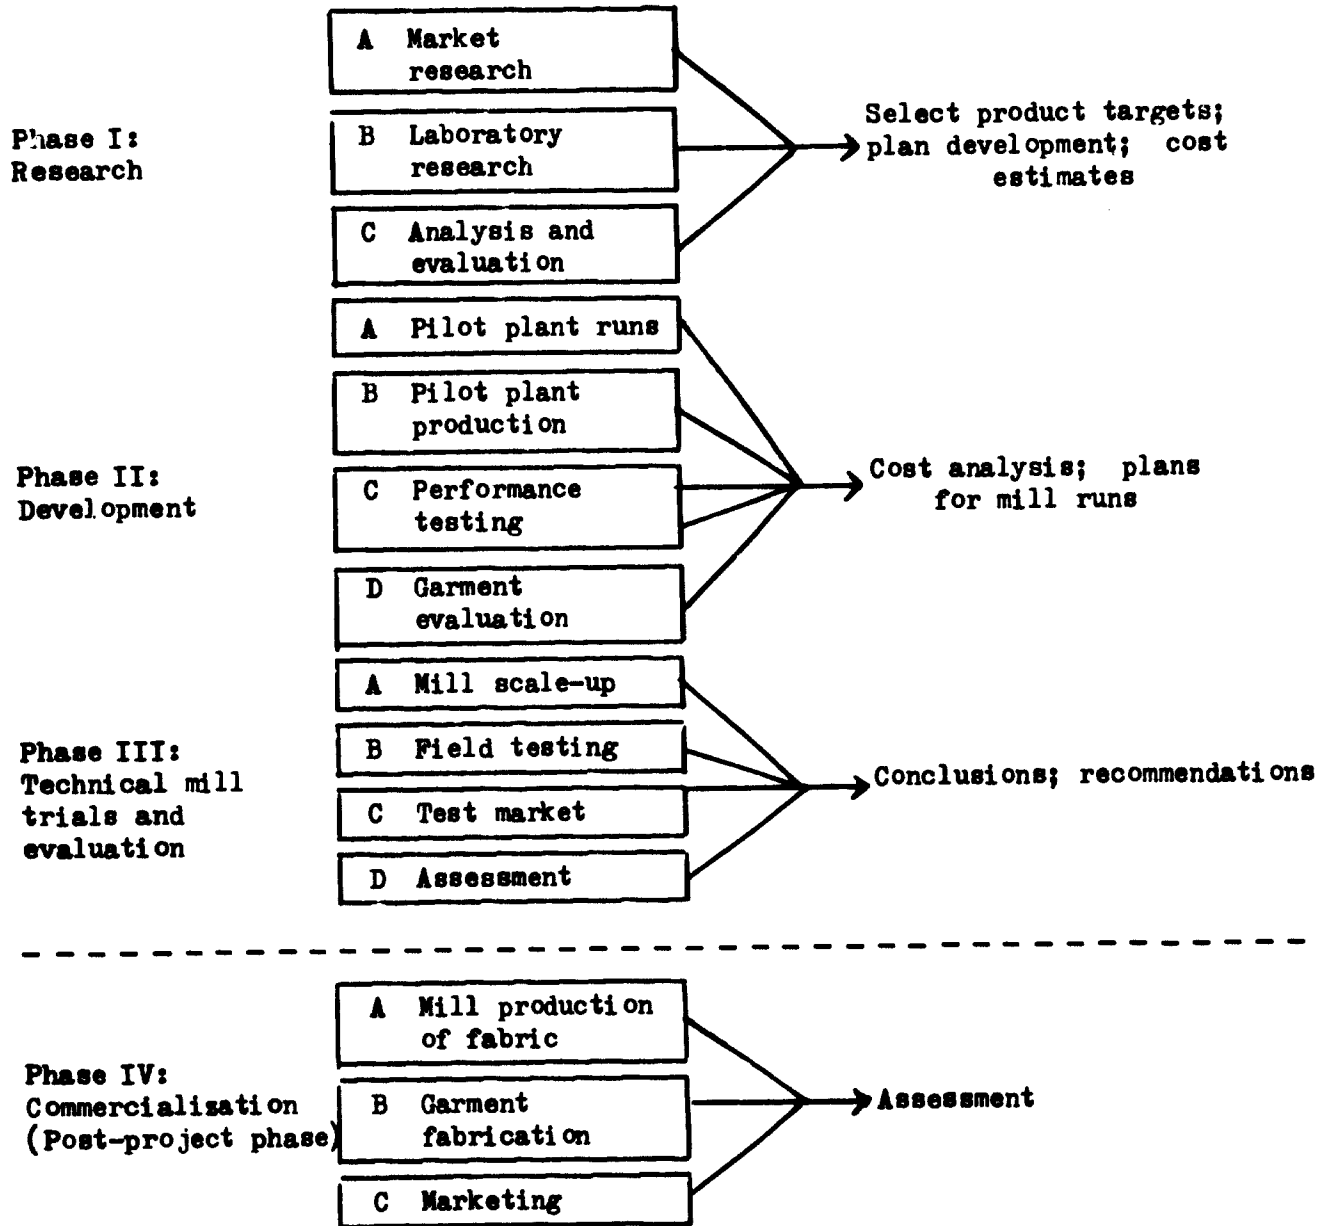 Phase I:
Research
A Market
research
B Laboratory
research
C Analysis and
evaluation
Select product targets;
plan development; cost
estimates
Phase II:
Development
A Pilot plant runs
B Pilot plant
production
C Performance
testing
D Garment
evaluation
Cost analysis; plans
for mill runs
Phase III:
Technical mill
trials and
evaluation
A Mill scale-up
B Field testing
C Test market
D Assessment
Conclusions; recommendations
Phase IV:
Commercialisation
(Post-project phase)
A Mill production
of fabric
B Garment
fabrication
C Marketing
Assessment